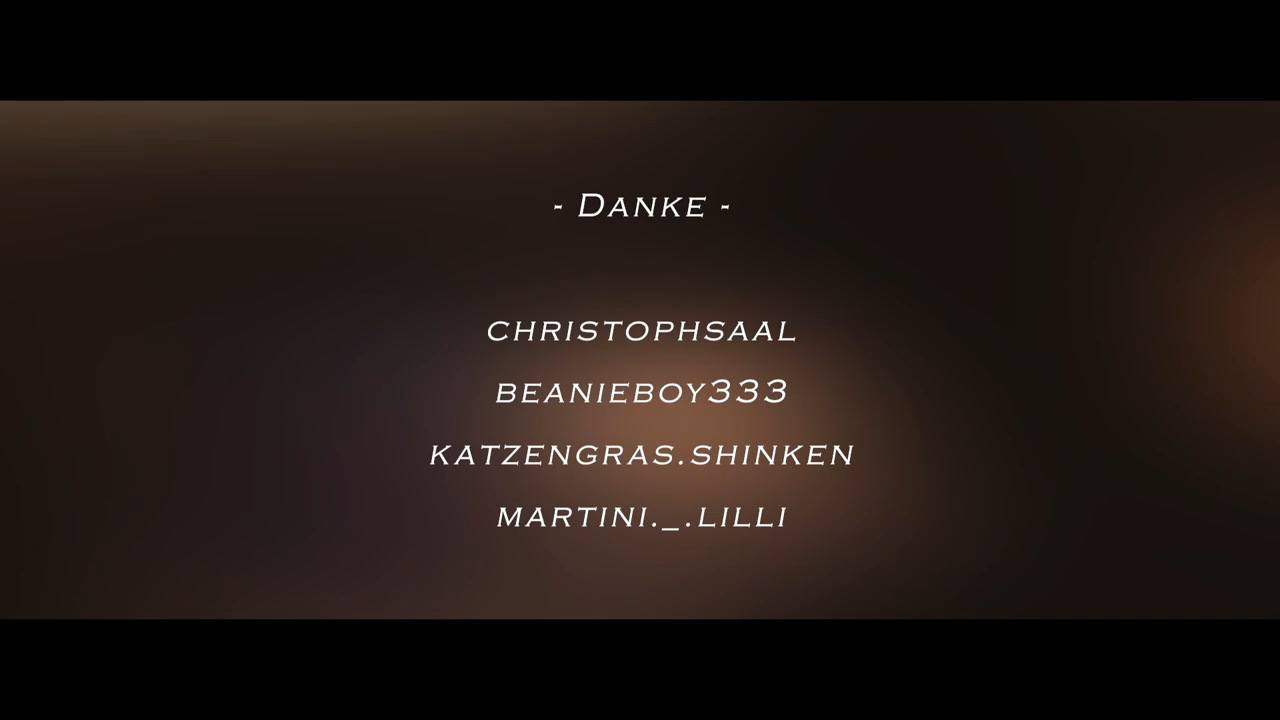 - Danke -
CHRISTOPHSAAL
BEANIEBOY333
KATZENGRAS.SHINKEN
MARTINI._.LILLI